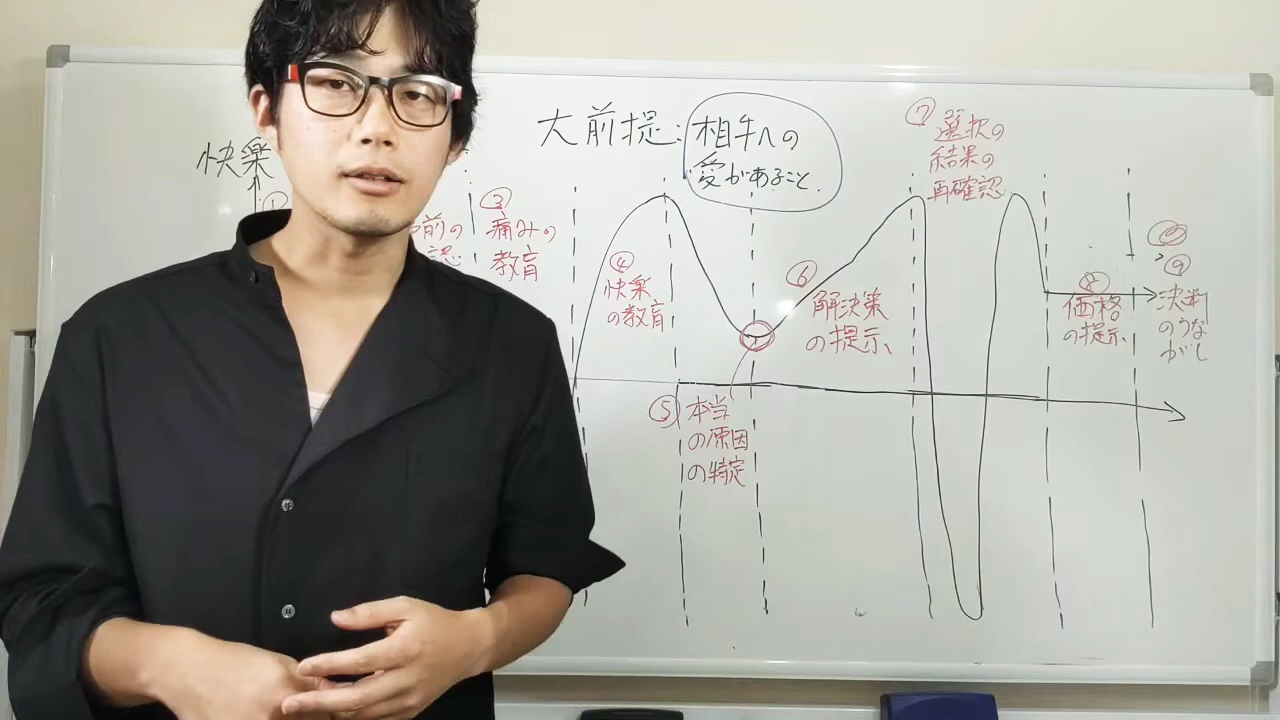 大前提:相手への
愛があること.
快楽
①
前の
認
③
痛みの
教育
④
快楽
の教育
⑤ 本当
の原因
の特定
⑥
解決策
の提示
⑦ 選択の
結果の
再確認
⑧
価格
の提示
⑨
決判
のうな
がし